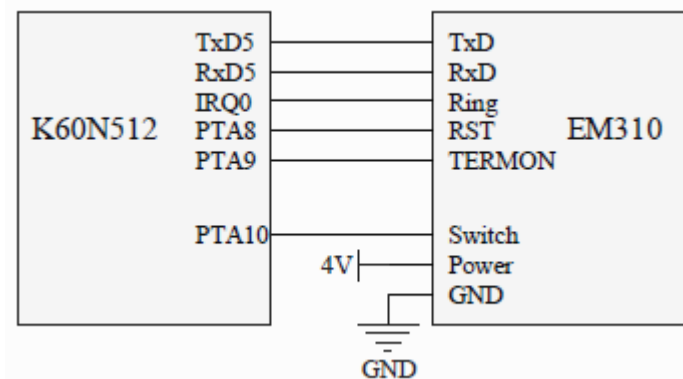 TxD5 TxD
RxD5 RxD
IRQ0 Ring
K60N512 PTA8 RST EM310
PTA9 TERMON
PTA10 Switch
4V Power
GND
GND